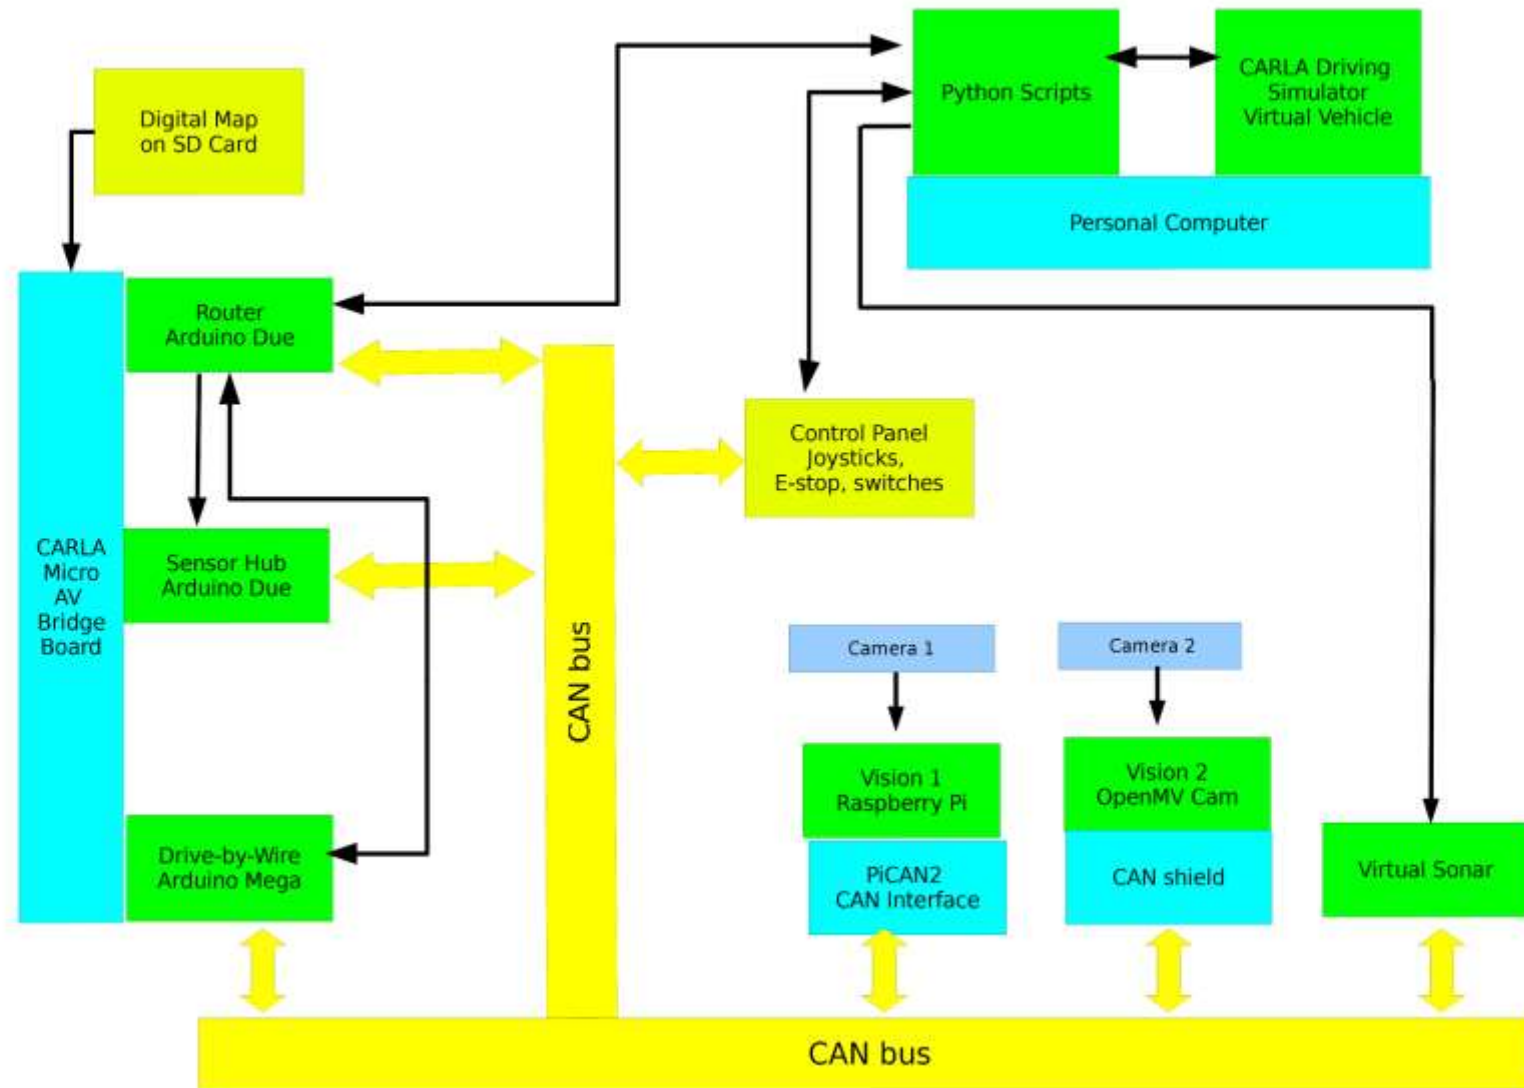 Python Scripts
CARLA Driving
Simulator
Virtual Vehicle
Digital Map
on SD Card
Personal Computer
Router
Arduino Due
Control Panel
Joysticks,
E-stop, switches
CARLA
Micro
AV
Bridge
Board
Sensor Hub
Arduino Due
CAN bus
Camera 1
Camera 2
Vision 1
Raspberry Pi
Vision 2
OpenMV Cam
Drive-by-Wire
Arduino Mega
PiCAN2
CAN Interface
CAN shield
Virtual Sonar
CAN bus